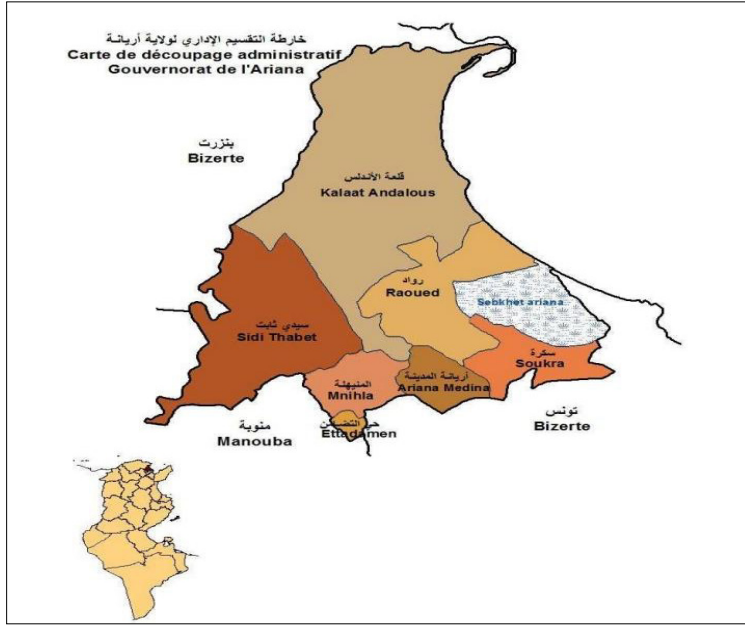 خارطة التقسيم الإداري لولاية أريانة
Carte de découpage administratif
Gouvernorat de l'Ariana
بنزرت
Bizerte
قلعة الأندلس
Kalaat Andalous
رواد
Raoued
Sebkhet ariana
سيدي ثابت
Sidi Thabet
سكرة
Soukra
المنيهلة
Mnihla
أريانة المدينة
Ariana Medina
حي التضامن
Ettadamen
منوبة
Manouba
تونس
Bizerte